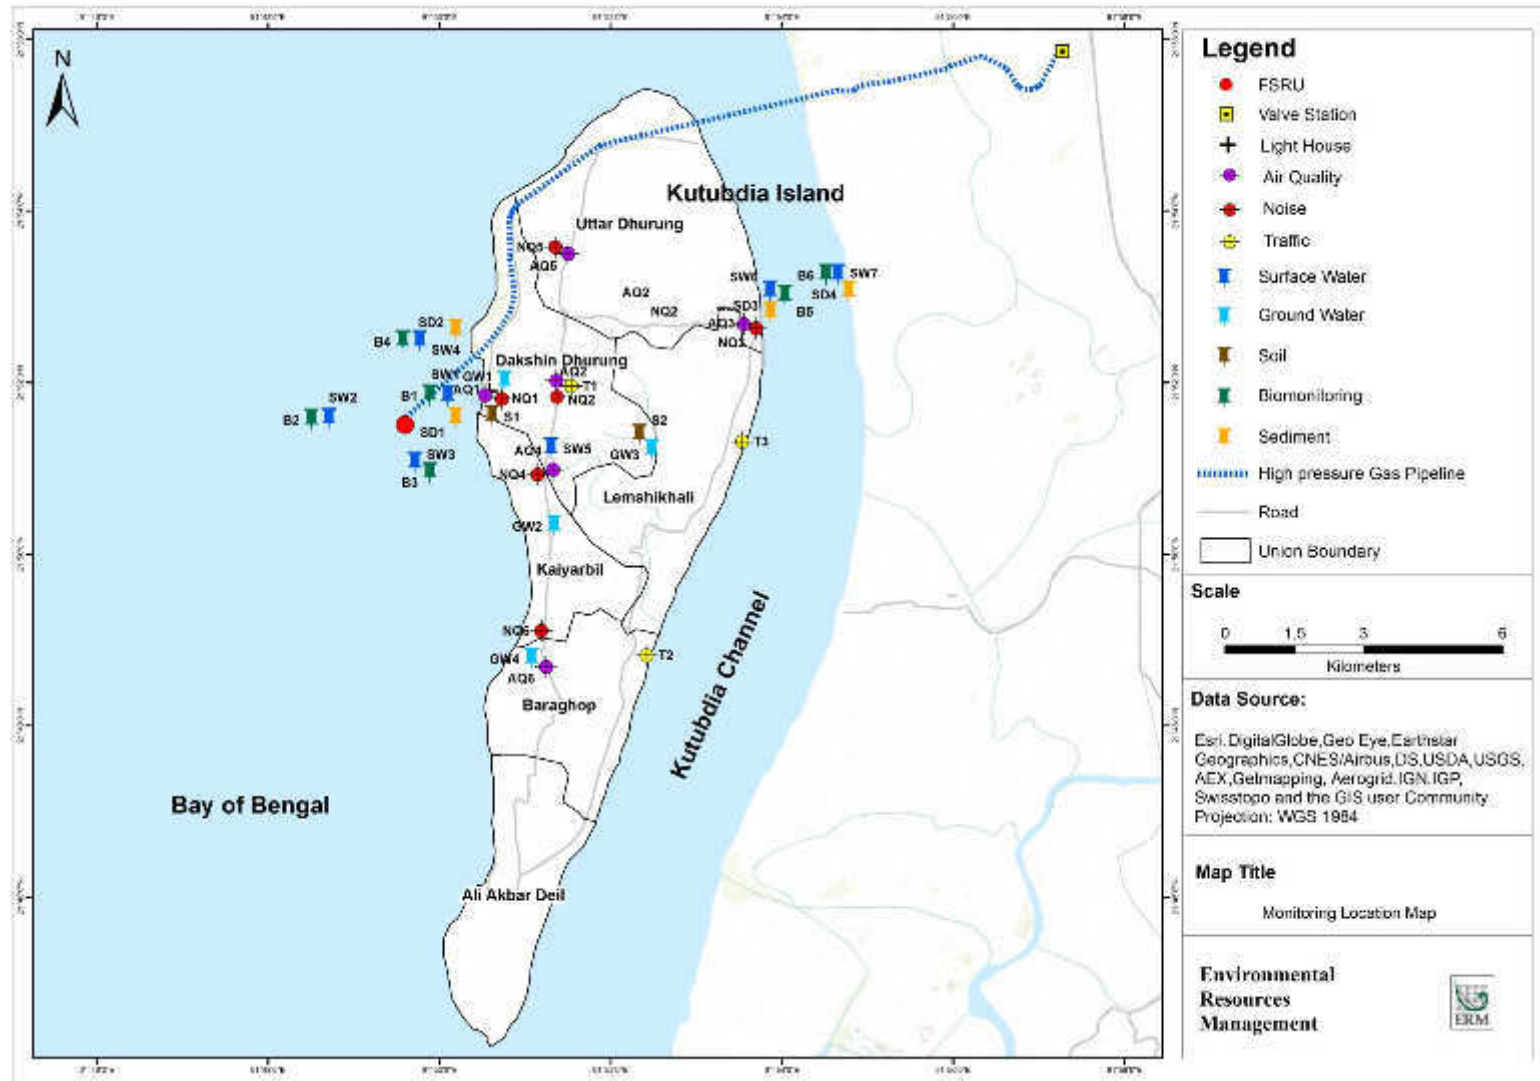 N
Kutubdia Island
Uttar Dhurung
NQ5
AQ5
AQ2
NQ2
SW6
B6
SW7
SD3
SD4
B5
AQ3
NQ3
SD2
B4
SW4
Dakshin Dhurung
AQ2
SW1
GW1
T1
B1
AQ1
NQ1
NQ2
SW2
B2
S1
SD1
S2
SW3
AQ4
SW5
GW3
T3
B3
NQ4
Lemshikhali
GW2
Kaiyarbil
NQ6
GW4
T2
AQ6
Baraghop
Kutubdia Channel
Bay of Bengal
Ali Akbar Deil
Legend
FSRU
Valve Station
Light House
Air Quality
Noise
Traffic
Surface Water
Ground Water
Soil
Biomonitoring
Sediment
High pressure Gas Pipeline
Road
Union Boundary
Scale
0 1.5 3 6
Kilometers
Data Source:
Esri,DigitalGlobe,Geo Eye,Earthstar
Geographics,CNES/Airbus,DS,USDA,USGS,
AEX,Getmapping, Aerogrid,IGN,IGP,
Swisstopo and the GIS user Community
Projection: WGS 1984
Map Title
Monitoring Location Map
Environmental
Resources
Management
ERM